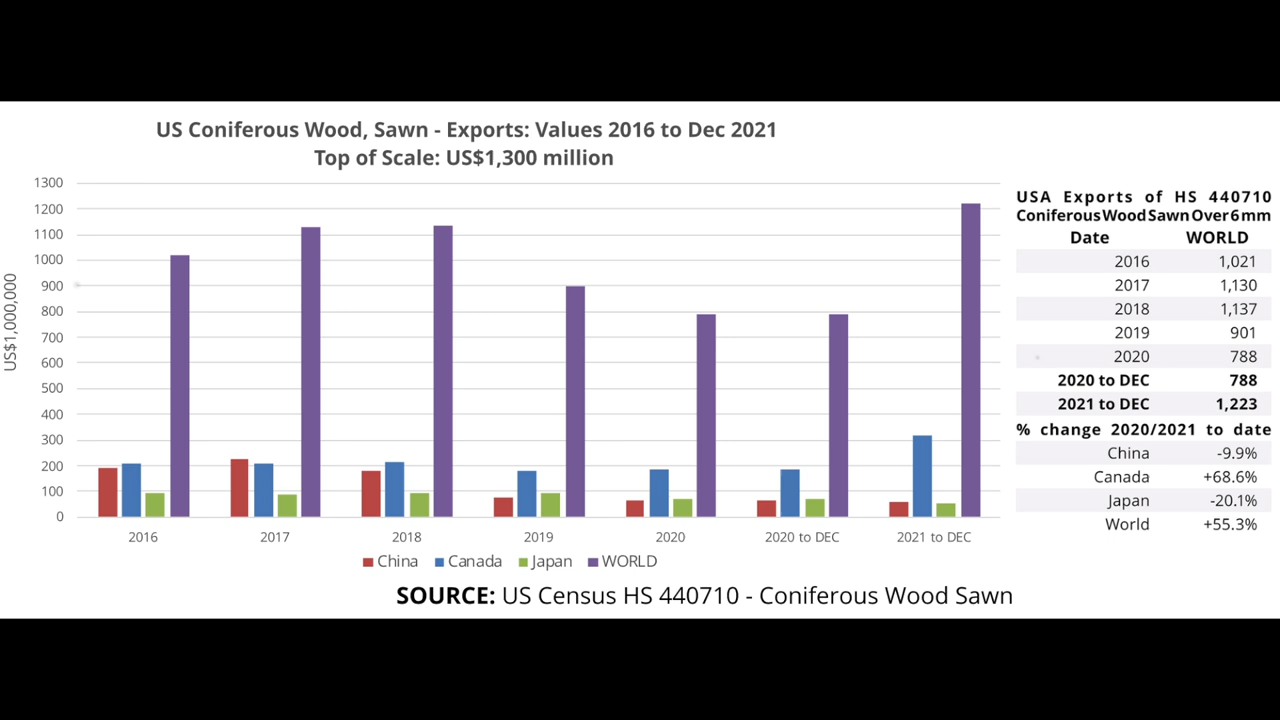 US Coniferous Wood, Sawn - Exports: Values 2016 to Dec 2021
Top of Scale: US$1,300 million
US$1,000,000
1300
1200
1100
1000
900
800
700
600
500
400
300
200
100
0
2016 2017 2018 2019 2020 2020 to DEC 2021 to DEC
China Canada Japan WORLD
USA Exports of HS 440710
Coniferous Wood Sawn Over 6 mm
Date WORLD
2016 1,021
2017 1,130
2018 1,137
2019 901
2020 788
2020 to DEC 788
2021 to DEC 1,223
% change 2020/2021 to date
China -9.9%
Canada +68.6%
Japan -20.1%
World +55.3%
SOURCE: US Census HS 440710 - Coniferous Wood Sawn